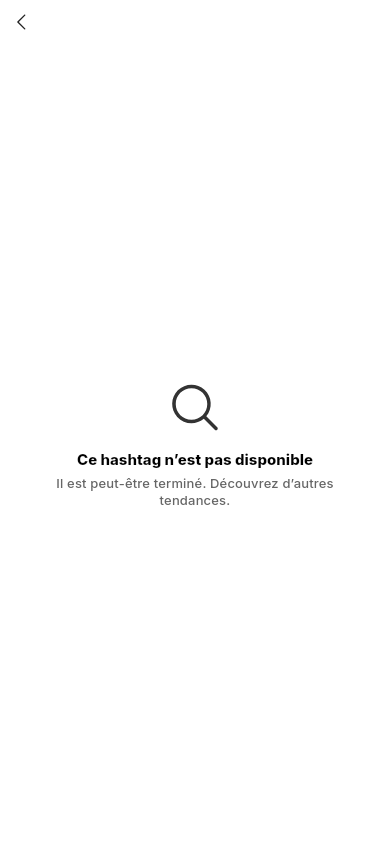 Ce hashtag n’est pas disponible
Il est peut-être terminé. Découvrez d’autres
tendances.